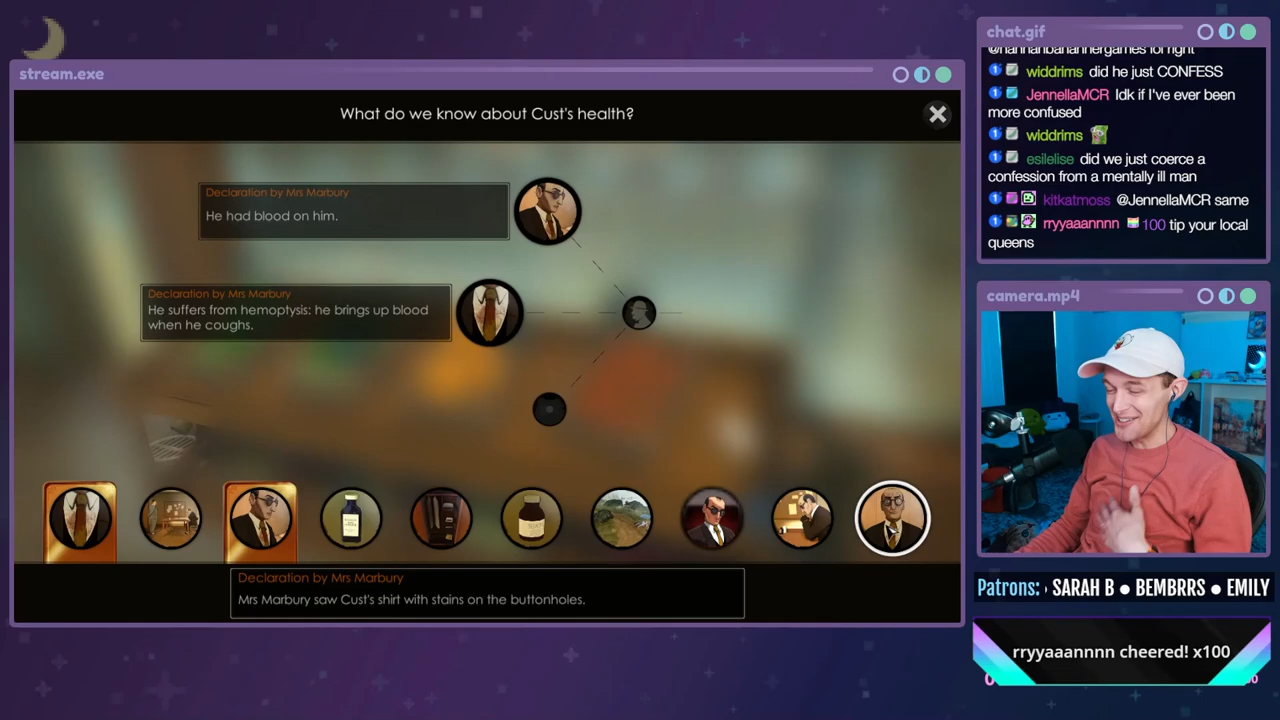 stream.exe
What do we know about Cust's health?
Declaration by Mrs Marbury
He had blood on him.
Declaration by Mrs Marbury
He suffers from hemoptysis: he brings up blood
when he coughs.
Declaration by Mrs Marbury
Mrs Marbury saw Cust's shirt with stains on the buttonholes.
chat.gif
widdrims did he just CONFESS
JennellaMCR Idk if I've ever been
more confused
widdrims
esilelise did we just coerce a
confession from a mentally ill man
kitkatmoss @JennellaMCR same
rryyaaannnn 100 tip your local
queens
camera.mp4
Patrons: SARAH B ● BEMBRRS ● EMILY
rryyaaannnn cheered! x100